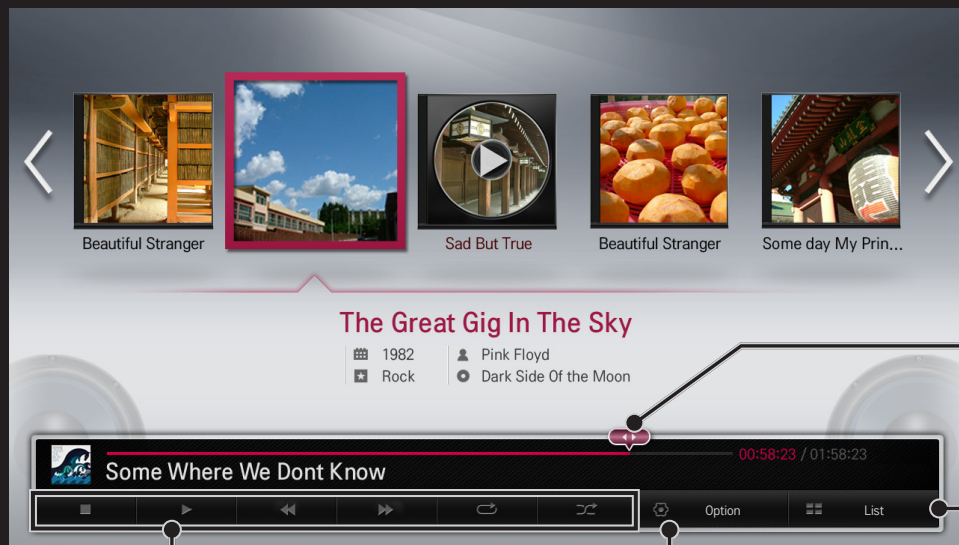 Beautiful Stranger
Sad But True
Beautiful Stranger
Some day My Prin...
The Great Gig In The Sky
1982
Pink Floyd
Rock
Dark Side Of the Moon
00:58:23 / 01:58:23
Some Where We Dont Know
Option
List